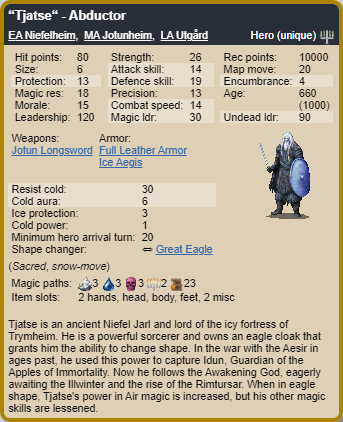 “Tjatse“ - Abductor
EA Niefelheim, MA Jotunheim, LA Utgård Hero (unique)
Hit points: 80 Strength: 26 Rec points: 10000
Size: 6 Attack skill: 14 Map move: 20
Protection: 13 Defence skill: 19 Encumbrance: 4
Magic res: 18 Precision: 13 Age: 660
Morale: 15 Combat speed: 14 (1000)
Leadership: 120 Magic ldr: 30 Undead ldr: 90
Weapons: Armor:
Jotun Longsword Full Leather Armor
Ice Aegis
Resist cold: 30
Cold aura: 6
Ice protection: 3
Cold power: 1
Minimum hero arrival turn: 20
Shape changer: ⇔ Great Eagle
(Sacred, snow-move)
Magic paths: 3 3 3 2 23
Item slots: 2 hands, head, body, feet, 2 misc
Tjatse is an ancient Niefel Jarl and lord of the icy fortress of
Trymheim. He is a powerful sorcerer and owns an eagle cloak that
grants him the ability to change shape. In the war with the Aesir in
ages past, he used this power to capture Idun, Guardian of the
Apples of Immortality. Now he follows the Awakening God, eagerly
awaiting the Illwinter and the rise of the Rimtursar. When in eagle
shape, Tjatse's power in Air magic is increased, but his other magic
skills are lessened.